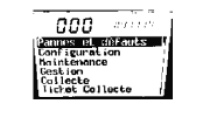 000
Pannes et défauts
Configuration
Maintenance
Gestion
Collecte
Ticket Collecte